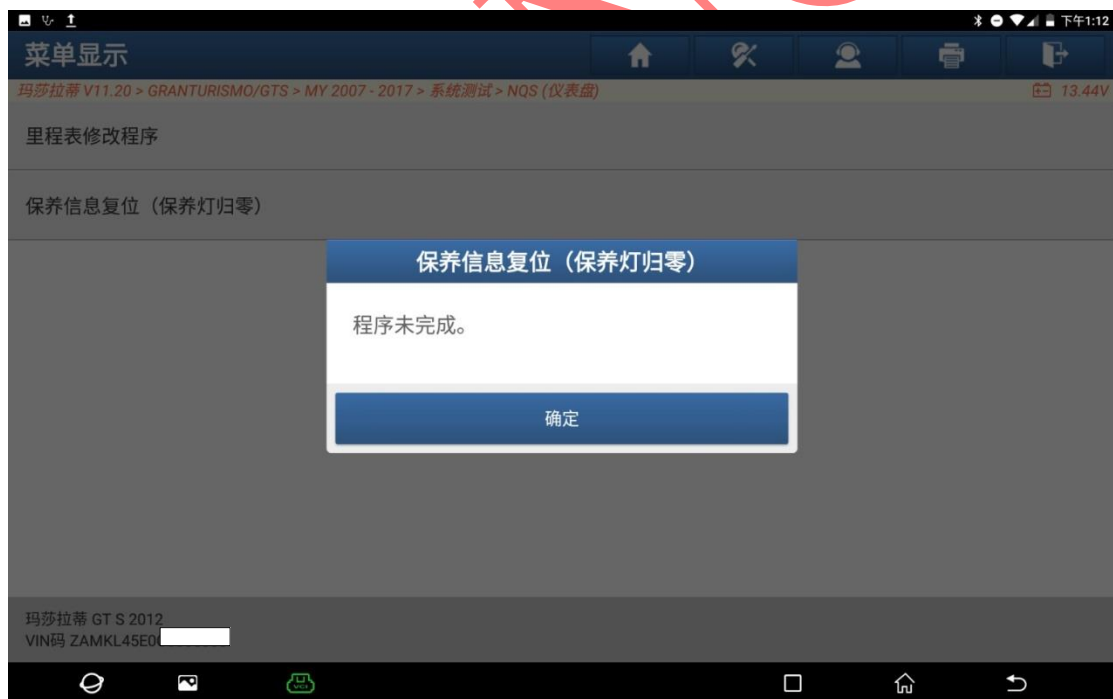 下午1:12
菜单显示
玛莎拉蒂 V11.20 > GRANTURISMO/GTS > MY 2007 - 2017 > 系统测试 > NQS (仪表盘)
13.44V
里程表修改程序
保养信息复位（保养灯归零）
保养信息复位（保养灯归零）
程序未完成。
确定
玛莎拉蒂 GT S 2012
VIN码 ZAMKL45E0
VCI